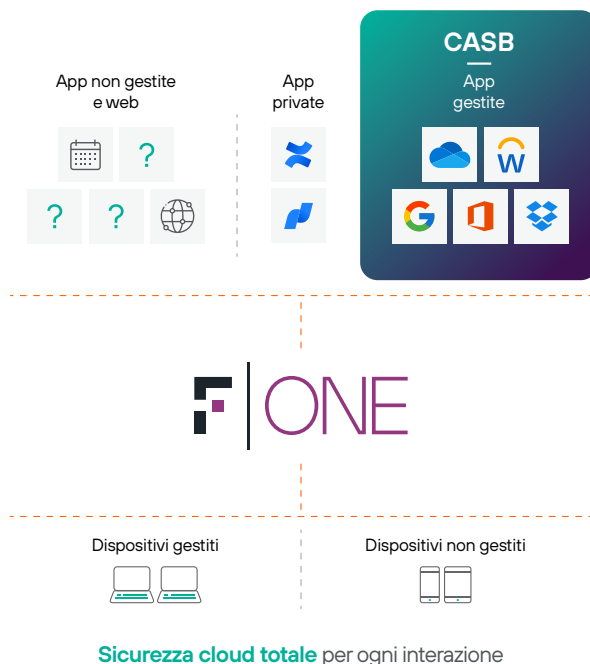 CASB
App non gestite
e web
App
private
App
gestite
?
W
?
?
G
F ONE
Dispositivi gestiti
Dispositivi non gestiti
Sicurezza cloud totale per ogni interazione